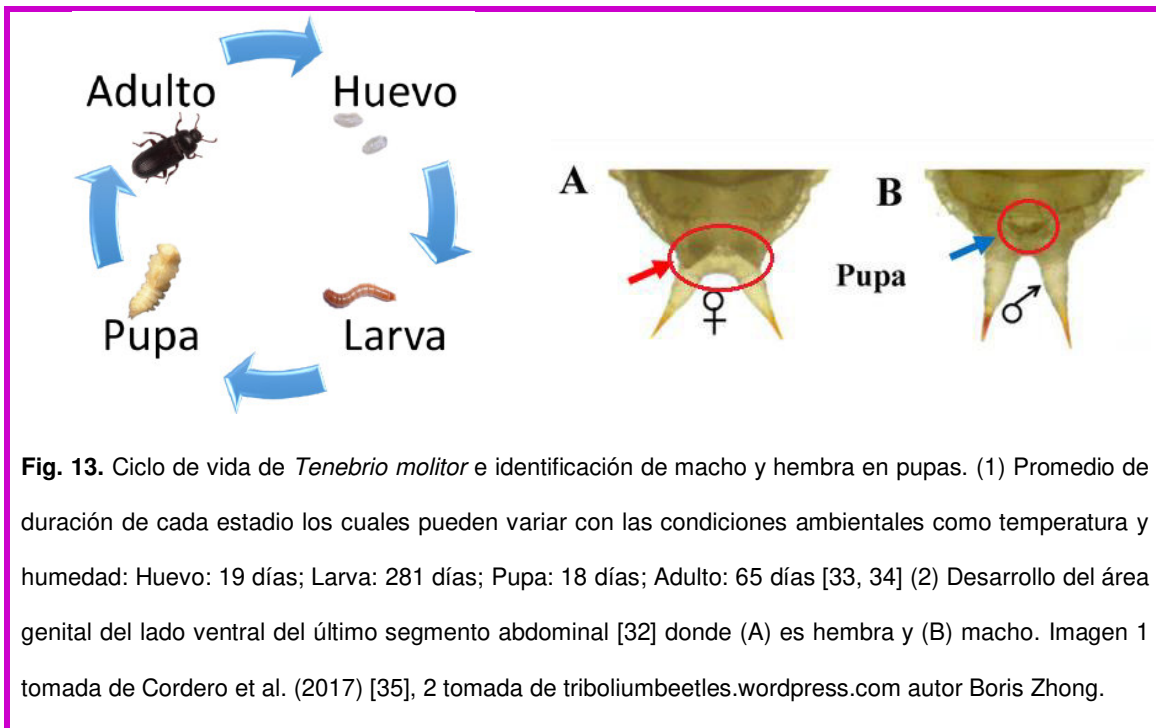 Adulto
Huevo
Pupa
Larva
A
♀
B
Pupa
♂
Fig. 13. Ciclo de vida de Tenebrio molitor e identificación de macho y hembra en pupas. (1) Promedio de
duración de cada estadio los cuales pueden variar con las condiciones ambientales como temperatura y
humedad: Huevo: 19 días; Larva: 281 días; Pupa: 18 días; Adulto: 65 días [33, 34] (2) Desarrollo del área
genital del lado ventral del último segmento abdominal [32] donde (A) es hembra y (B) macho. Imagen 1
tomada de Cordero et al. (2017) [35], 2 tomada de triboliumbeetles.wordpress.com autor Boris Zhong.